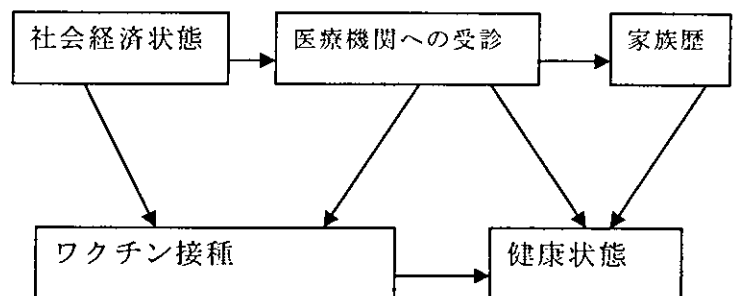 社会経済状態
医療機関への受診
家族歴
ワクチン接種
健康状態